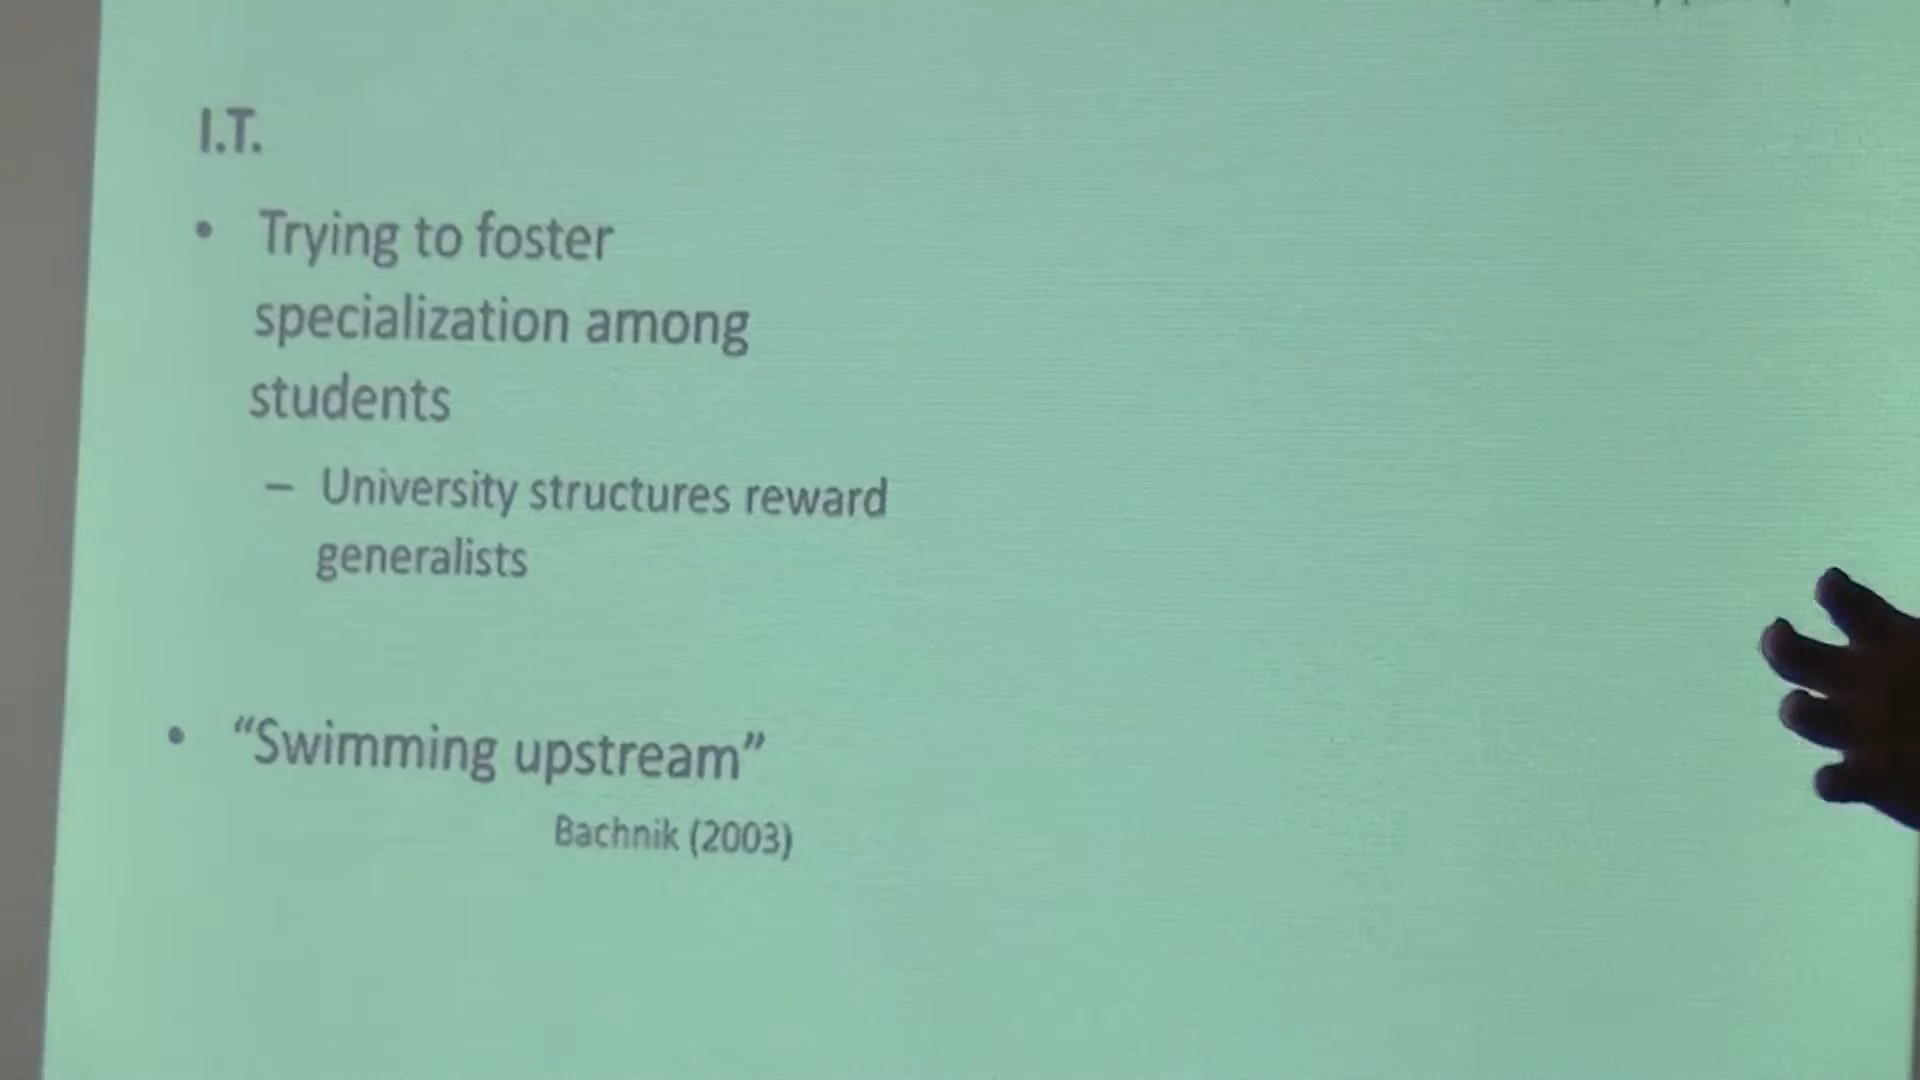 I.T.
• Trying to foster
specialization among
students
– University structures reward
generalists
• “Swimming upstream”
Bachnik (2003)